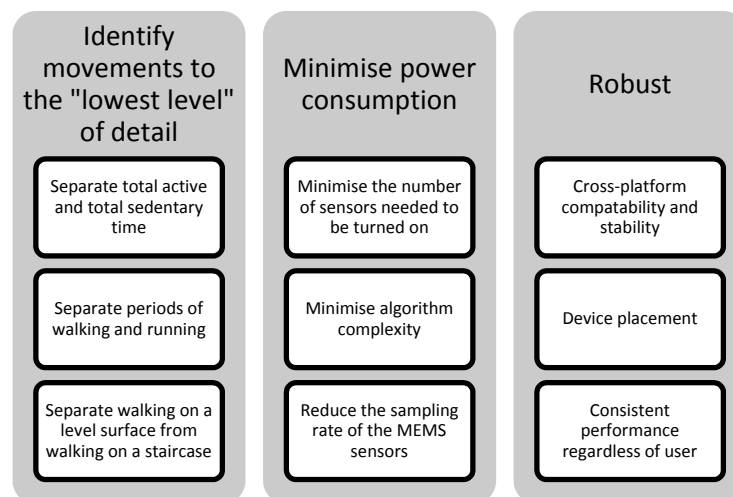 Identify
movements to
the "lowest level"
of detail
Separate total active
and total sedentary
time
Separate periods of
walking and running
Separate walking on a
level surface from
walking on a staircase
Minimise power
consumption
Minimise the number
of sensors needed to
be turned on
Minimise algorithm
complexity
Reduce the sampling
rate of the MEMS
sensors
Robust
Cross-platform
compatability and
stability
Device placement
Consistent
performance
regardless of user